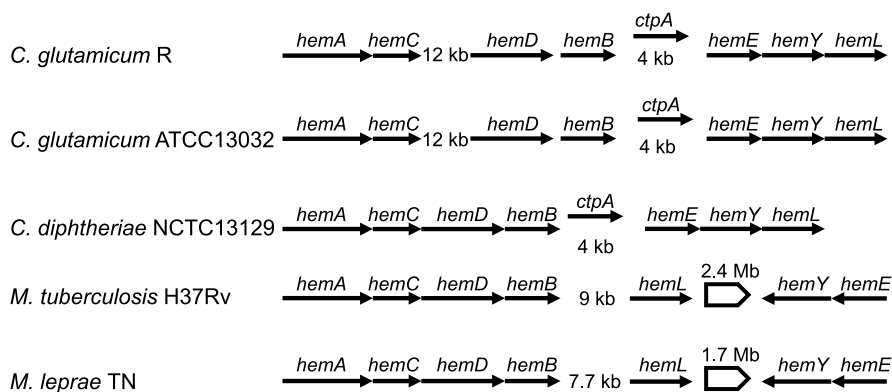 ctpA
hemA hemC hemD hemB hemE hemY hemL
C. glutamicum R 12 kb 4 kb
ctpA
hemA hemC hemD hemB hemE hemY hemL
C. glutamicum ATCC13032 12 kb 4 kb
ctpA
hemA hemC hemD hemB hemE hemY hemL
C. diphtheriae NCTC13129
4 kb
2.4 Mb
hemA hemC hemD hemB hemL hemY hemE
M. tuberculosis H37Rv 9 kb
1.7 Mb
hemA hemC hemD hemB hemL hemY hemE
M. leprae TN 7.7 kb